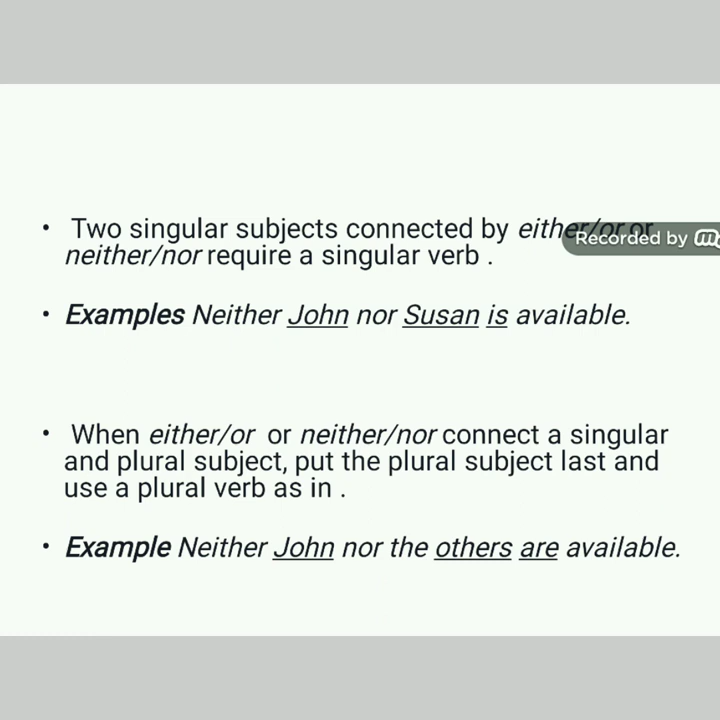 • Two singular subjects connected by either/or or
neither/nor require a singular verb .
Recorded by
• Examples Neither John nor Susan is available.
• When either/or or neither/nor connect a singular
and plural subject, put the plural subject last and
use a plural verb as in .
• Example Neither John nor the others are available.